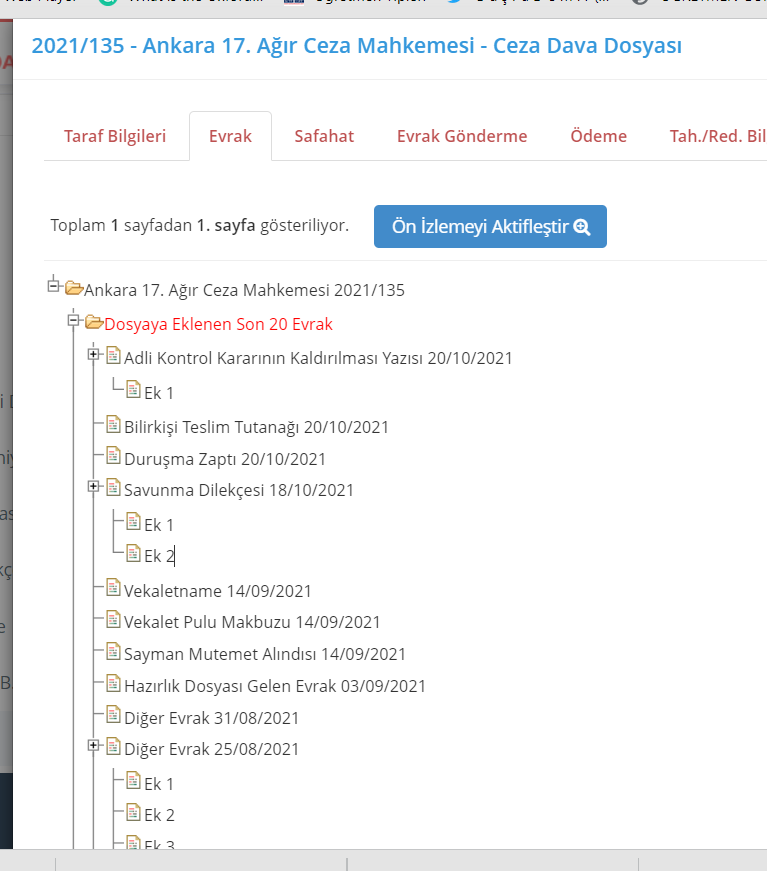 2021/135 - Ankara 17. Ağır Ceza Mahkemesi - Ceza Dava Dosyası
Taraf Bilgileri Evrak Safahat Evrak Gönderme Ödeme Tah./Red. Bil
Toplam 1 sayfadan 1. sayfa gösteriliyor. Ön İzlemeyi Aktifleştir
Ankara 17. Ağır Ceza Mahkemesi 2021/135
Dosyaya Eklenen Son 20 Evrak
Adli Kontrol Kararının Kaldırılması Yazısı 20/10/2021
Ek 1
Bilirkişi Teslim Tutanağı 20/10/2021
Duruşma Zaptı 20/10/2021
Savunma Dilekçesi 18/10/2021
Ek 1
Ek 2
Vekaletname 14/09/2021
Vekalet Pulu Makbuzu 14/09/2021
Sayman Mutemet Alındısı 14/09/2021
Hazırlık Dosyası Gelen Evrak 03/09/2021
Diğer Evrak 31/08/2021
Diğer Evrak 25/08/2021
Ek 1
Ek 2
Ek 3